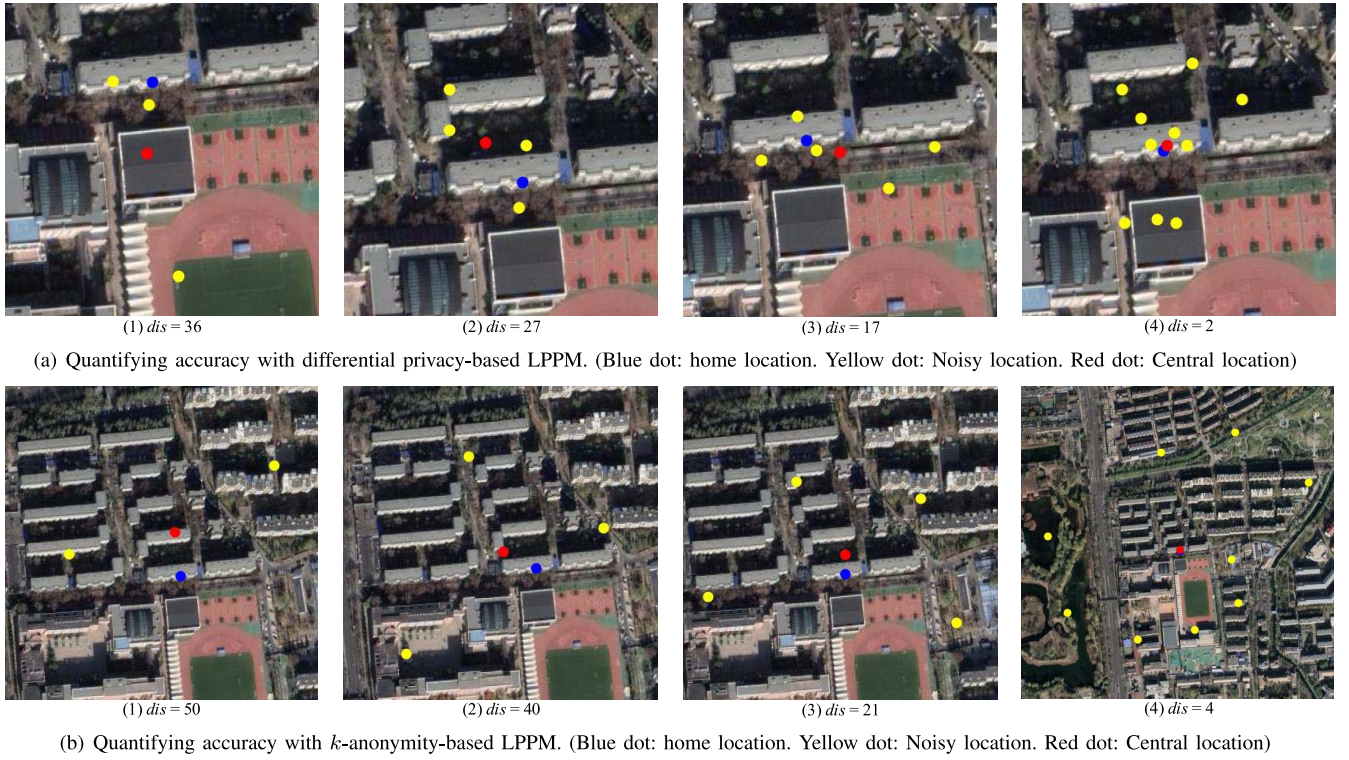 (1) dis = 36
(2) dis = 27
(3) dis = 17
(4) dis = 2
(a) Quantifying accuracy with differential privacy-based LPPM. (Blue dot: home location. Yellow dot: Noisy location. Red dot: Central location)
(1) dis = 50
(2) dis = 40
(3) dis = 21
(4) dis = 4
(b) Quantifying accuracy with k-anonymity-based LPPM. (Blue dot: home location. Yellow dot: Noisy location. Red dot: Central location)